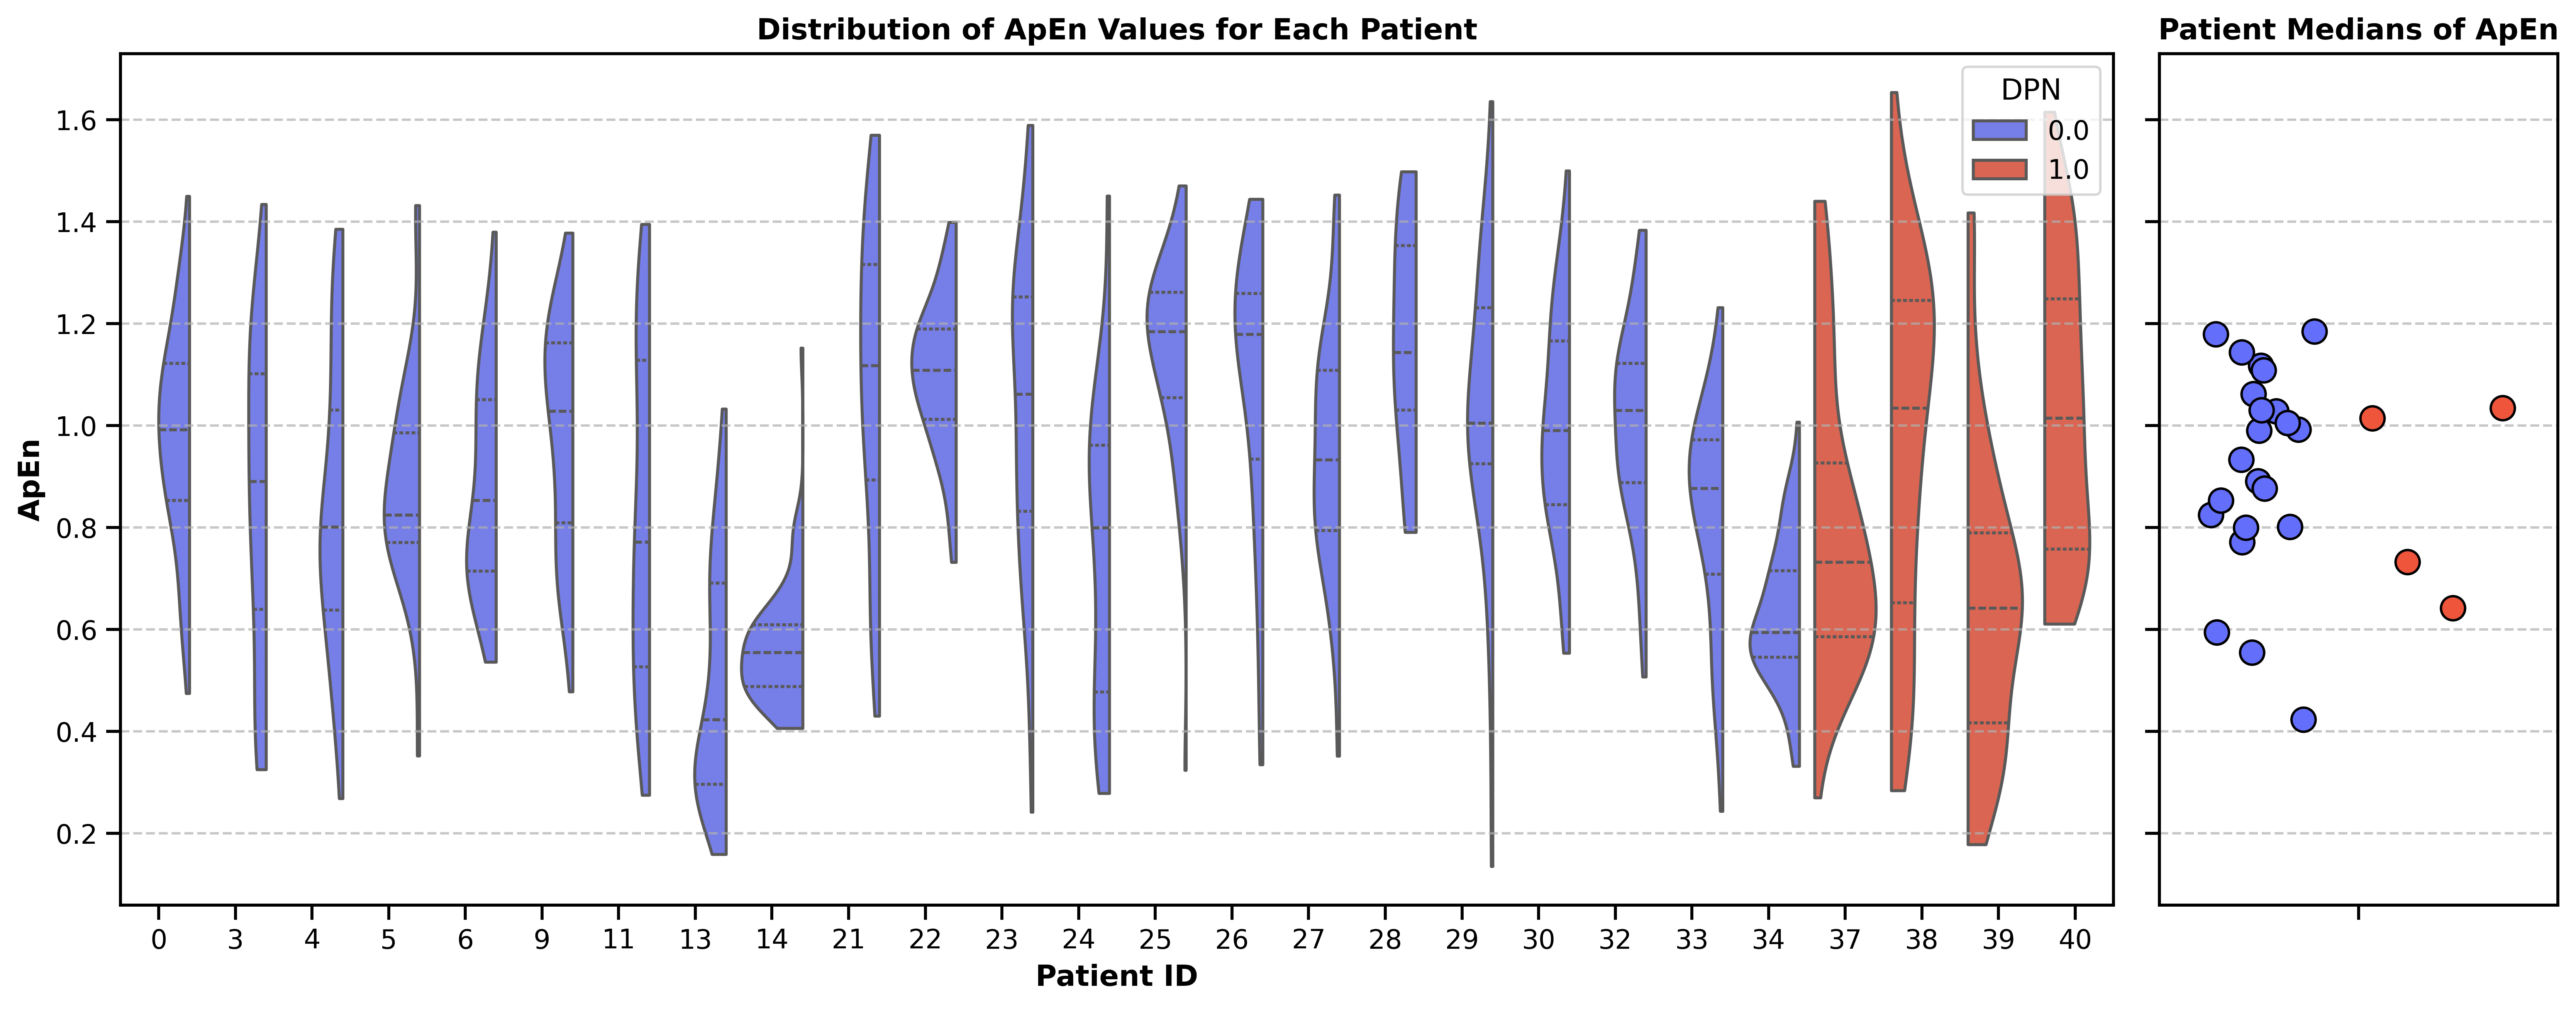 Distribution of ApEn Values for Each Patient
Patient Medians of ApEn
DPN
0.0
1.0
1.6
1.4
1.2
1.0
0.8
0.6
0.4
0.2
ApEn
0 3 4 5 6 9 11 13 14 21 22 23 24 25 26 27 28 29 30 32 33 34 37 38 39 40
Patient ID